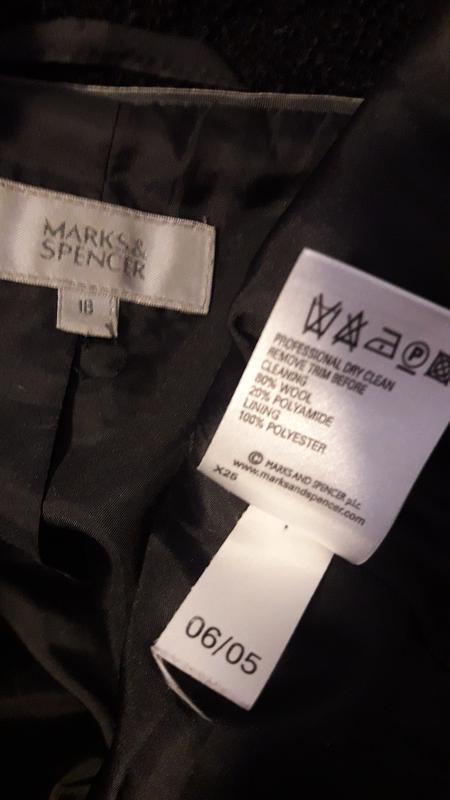 MARKS &
SPENCER
18
P
PROFESSIONAL DRY CLEAN
REMOVE TRIM BEFORE
CLEANING
80% WOOL
20% POLYAMIDE
LINING
100% POLYESTER
© MARKS AND SPENCER p.l.c.
www.marksandspencer.com
X25
06/05